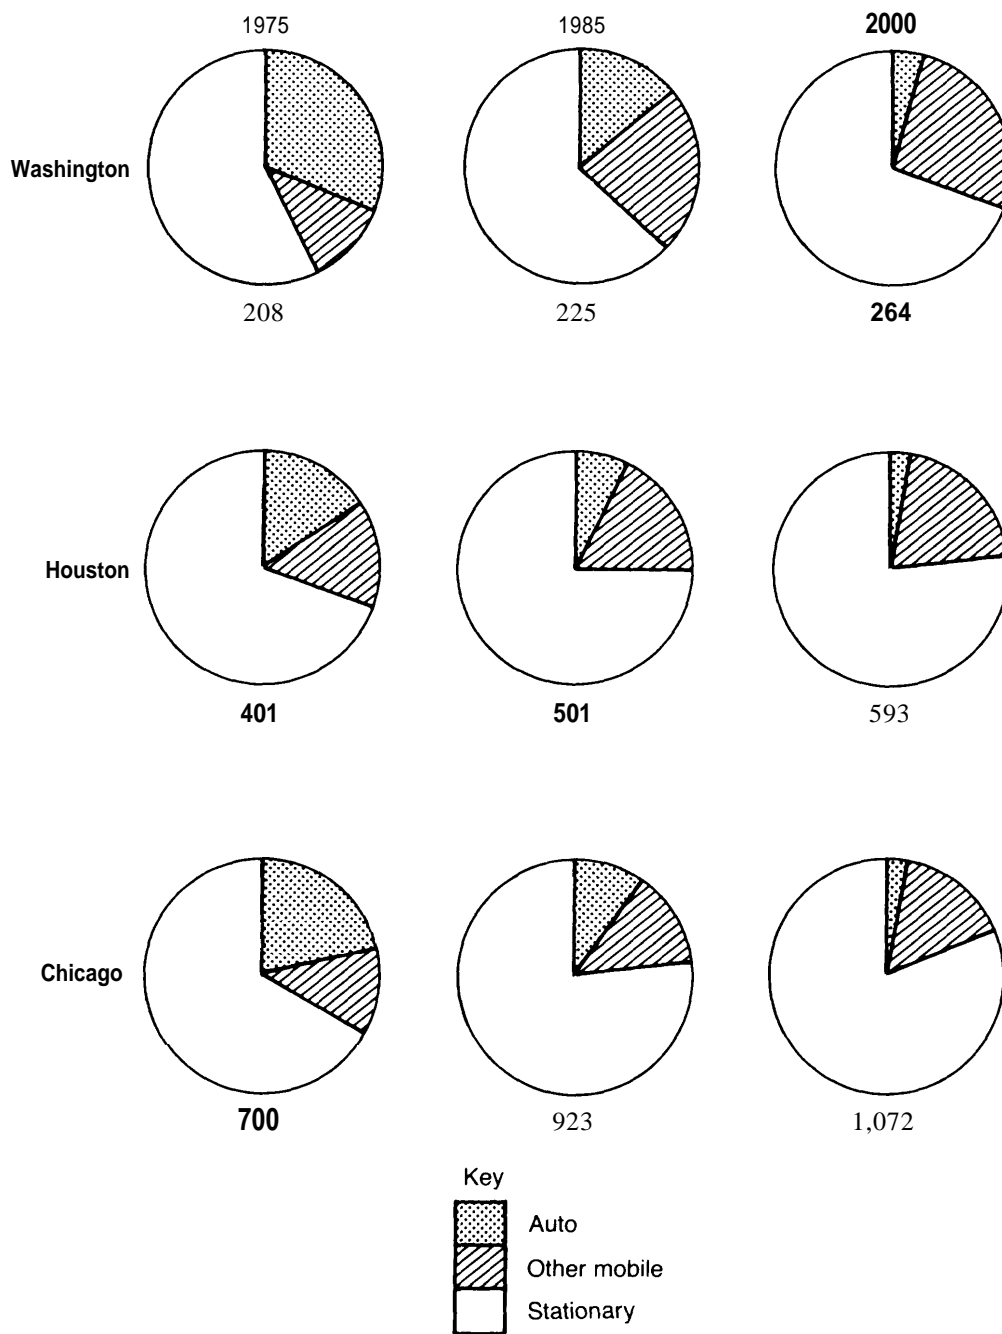 1975 1985 2000
Washington
208 225 264
Houston
401 501 593
Chicago
700 923 1,072
Key
Auto
Other mobile
Stationary